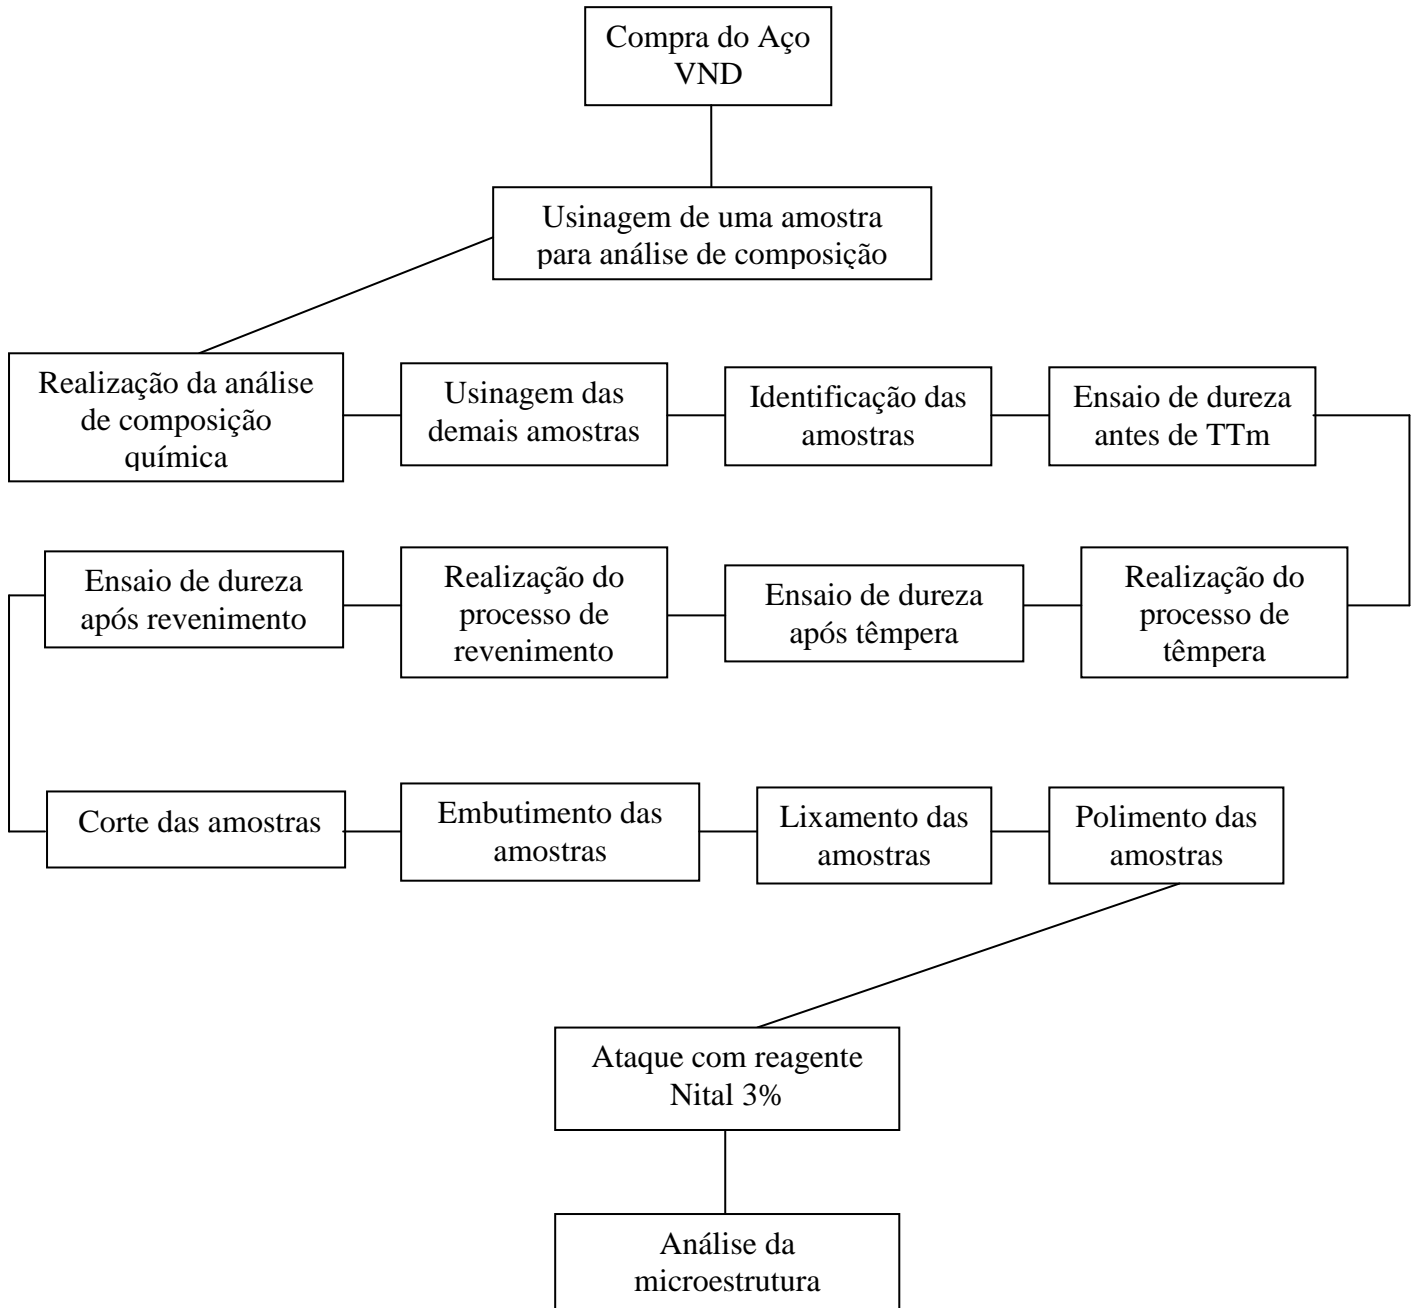 Compra do Aço
VND
Usinagem de uma amostra
para análise de composição
Realização da análise
de composição
química
Usinagem das
demais amostras
Identificação das
amostras
Ensaio de dureza
antes de TTm
Realização do
processo de
têmpera
Ensaio de dureza
após têmpera
Realização do
processo de
revenimento
Ensaio de dureza
após revenimento
Corte das amostras
Embutimento das
amostras
Lixamento das
amostras
Polimento das
amostras
Ataque com reagente
Nital 3%
Análise da
microestrutura